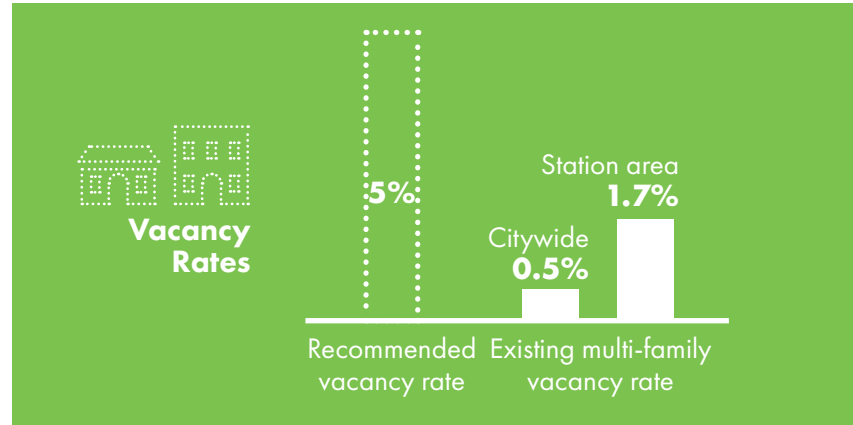 Vacancy
Rates
5%
Station area
1.7%
Citywide
0.5%
Recommended
vacancy rate
Existing multi-family
vacancy rate